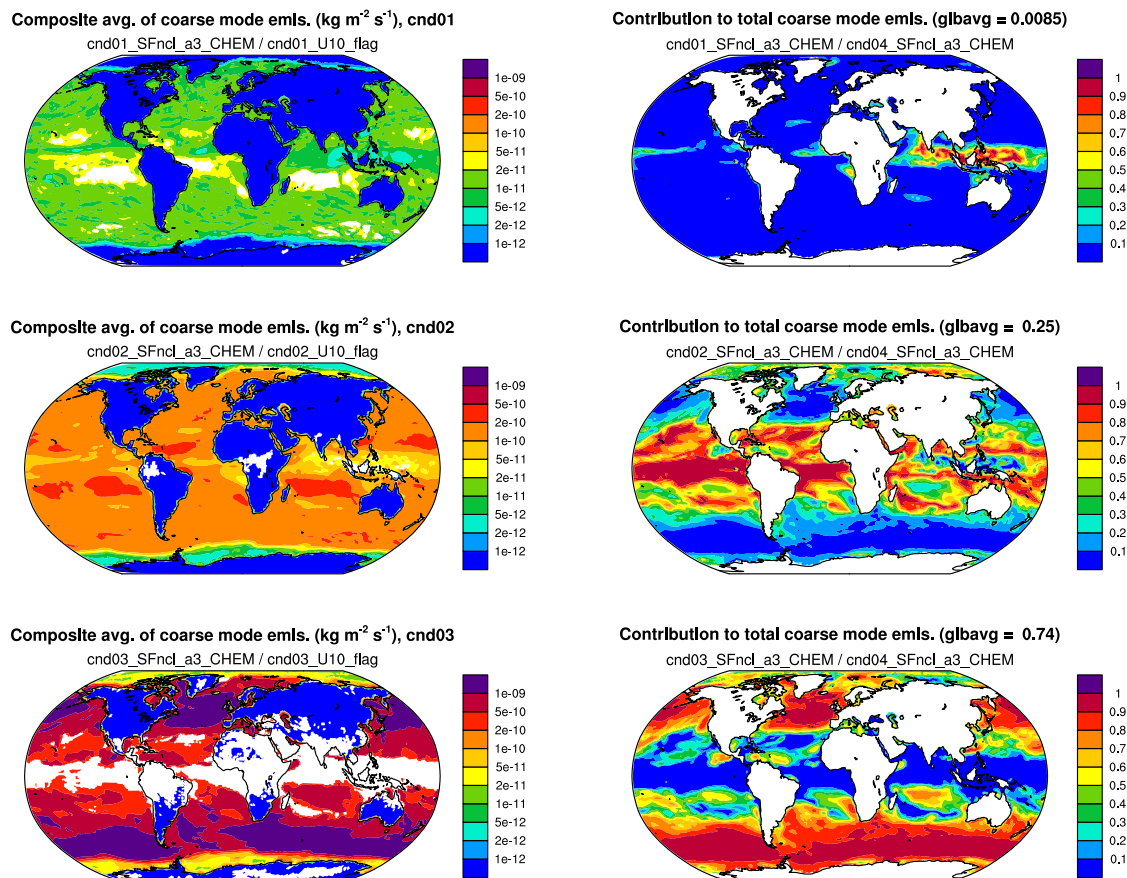 Composite avg. of coarse mode emis. (kg m-2 s-1), cnd01
cnd01_SFncl_a3_CHEM / cnd01_U10_flag
1e-09
5e-10
2e-10
1e-10
5e-11
2e-11
1e-11
5e-12
2e-12
1e-12
Contribution to total coarse mode emis. (glbavg = 0.0085)
cnd01_SFncl_a3_CHEM / cnd04_SFncl_a3_CHEM
1
0.9
0.8
0.7
0.6
0.5
0.4
0.3
0.2
0.1
Composite avg. of coarse mode emis. (kg m-2 s-1), cnd02
cnd02_SFncl_a3_CHEM / cnd02_U10_flag
1e-09
5e-10
2e-10
1e-10
5e-11
2e-11
1e-11
5e-12
2e-12
1e-12
Contribution to total coarse mode emis. (glbavg = 0.25)
cnd02_SFncl_a3_CHEM / cnd04_SFncl_a3_CHEM
1
0.9
0.8
0.7
0.6
0.5
0.4
0.3
0.2
0.1
Composite avg. of coarse mode emis. (kg m-2 s-1), cnd03
cnd03_SFncl_a3_CHEM / cnd03_U10_flag
1e-09
5e-10
2e-10
1e-10
5e-11
2e-11
1e-11
5e-12
2e-12
1e-12
Contribution to total coarse mode emis. (glbavg = 0.74)
cnd03_SFncl_a3_CHEM / cnd04_SFncl_a3_CHEM
1
0.9
0.8
0.7
0.6
0.5
0.4
0.3
0.2
0.1